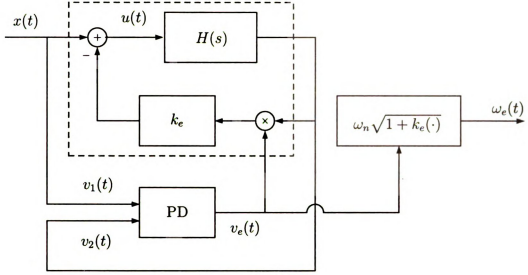 x(t)
u(t)
+
−
H(s)
k_e
×
ω_n√1 + k_e(·)
ω_e(t)
v_1(t)
PD
v_2(t)
v_e(t)